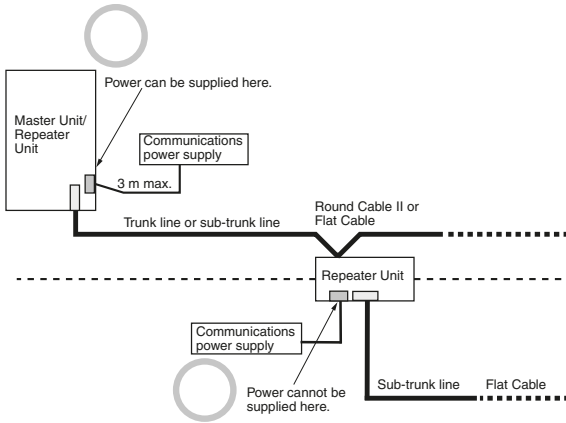 Power can be supplied here.
Master Unit/
Repeater
Unit
Communications
power supply
3 m max.
Round Cable II or
Flat Cable
Trunk line or sub-trunk line
Repeater Unit
Communications
power supply
Power cannot be
supplied here.
Sub-trunk line
Flat Cable